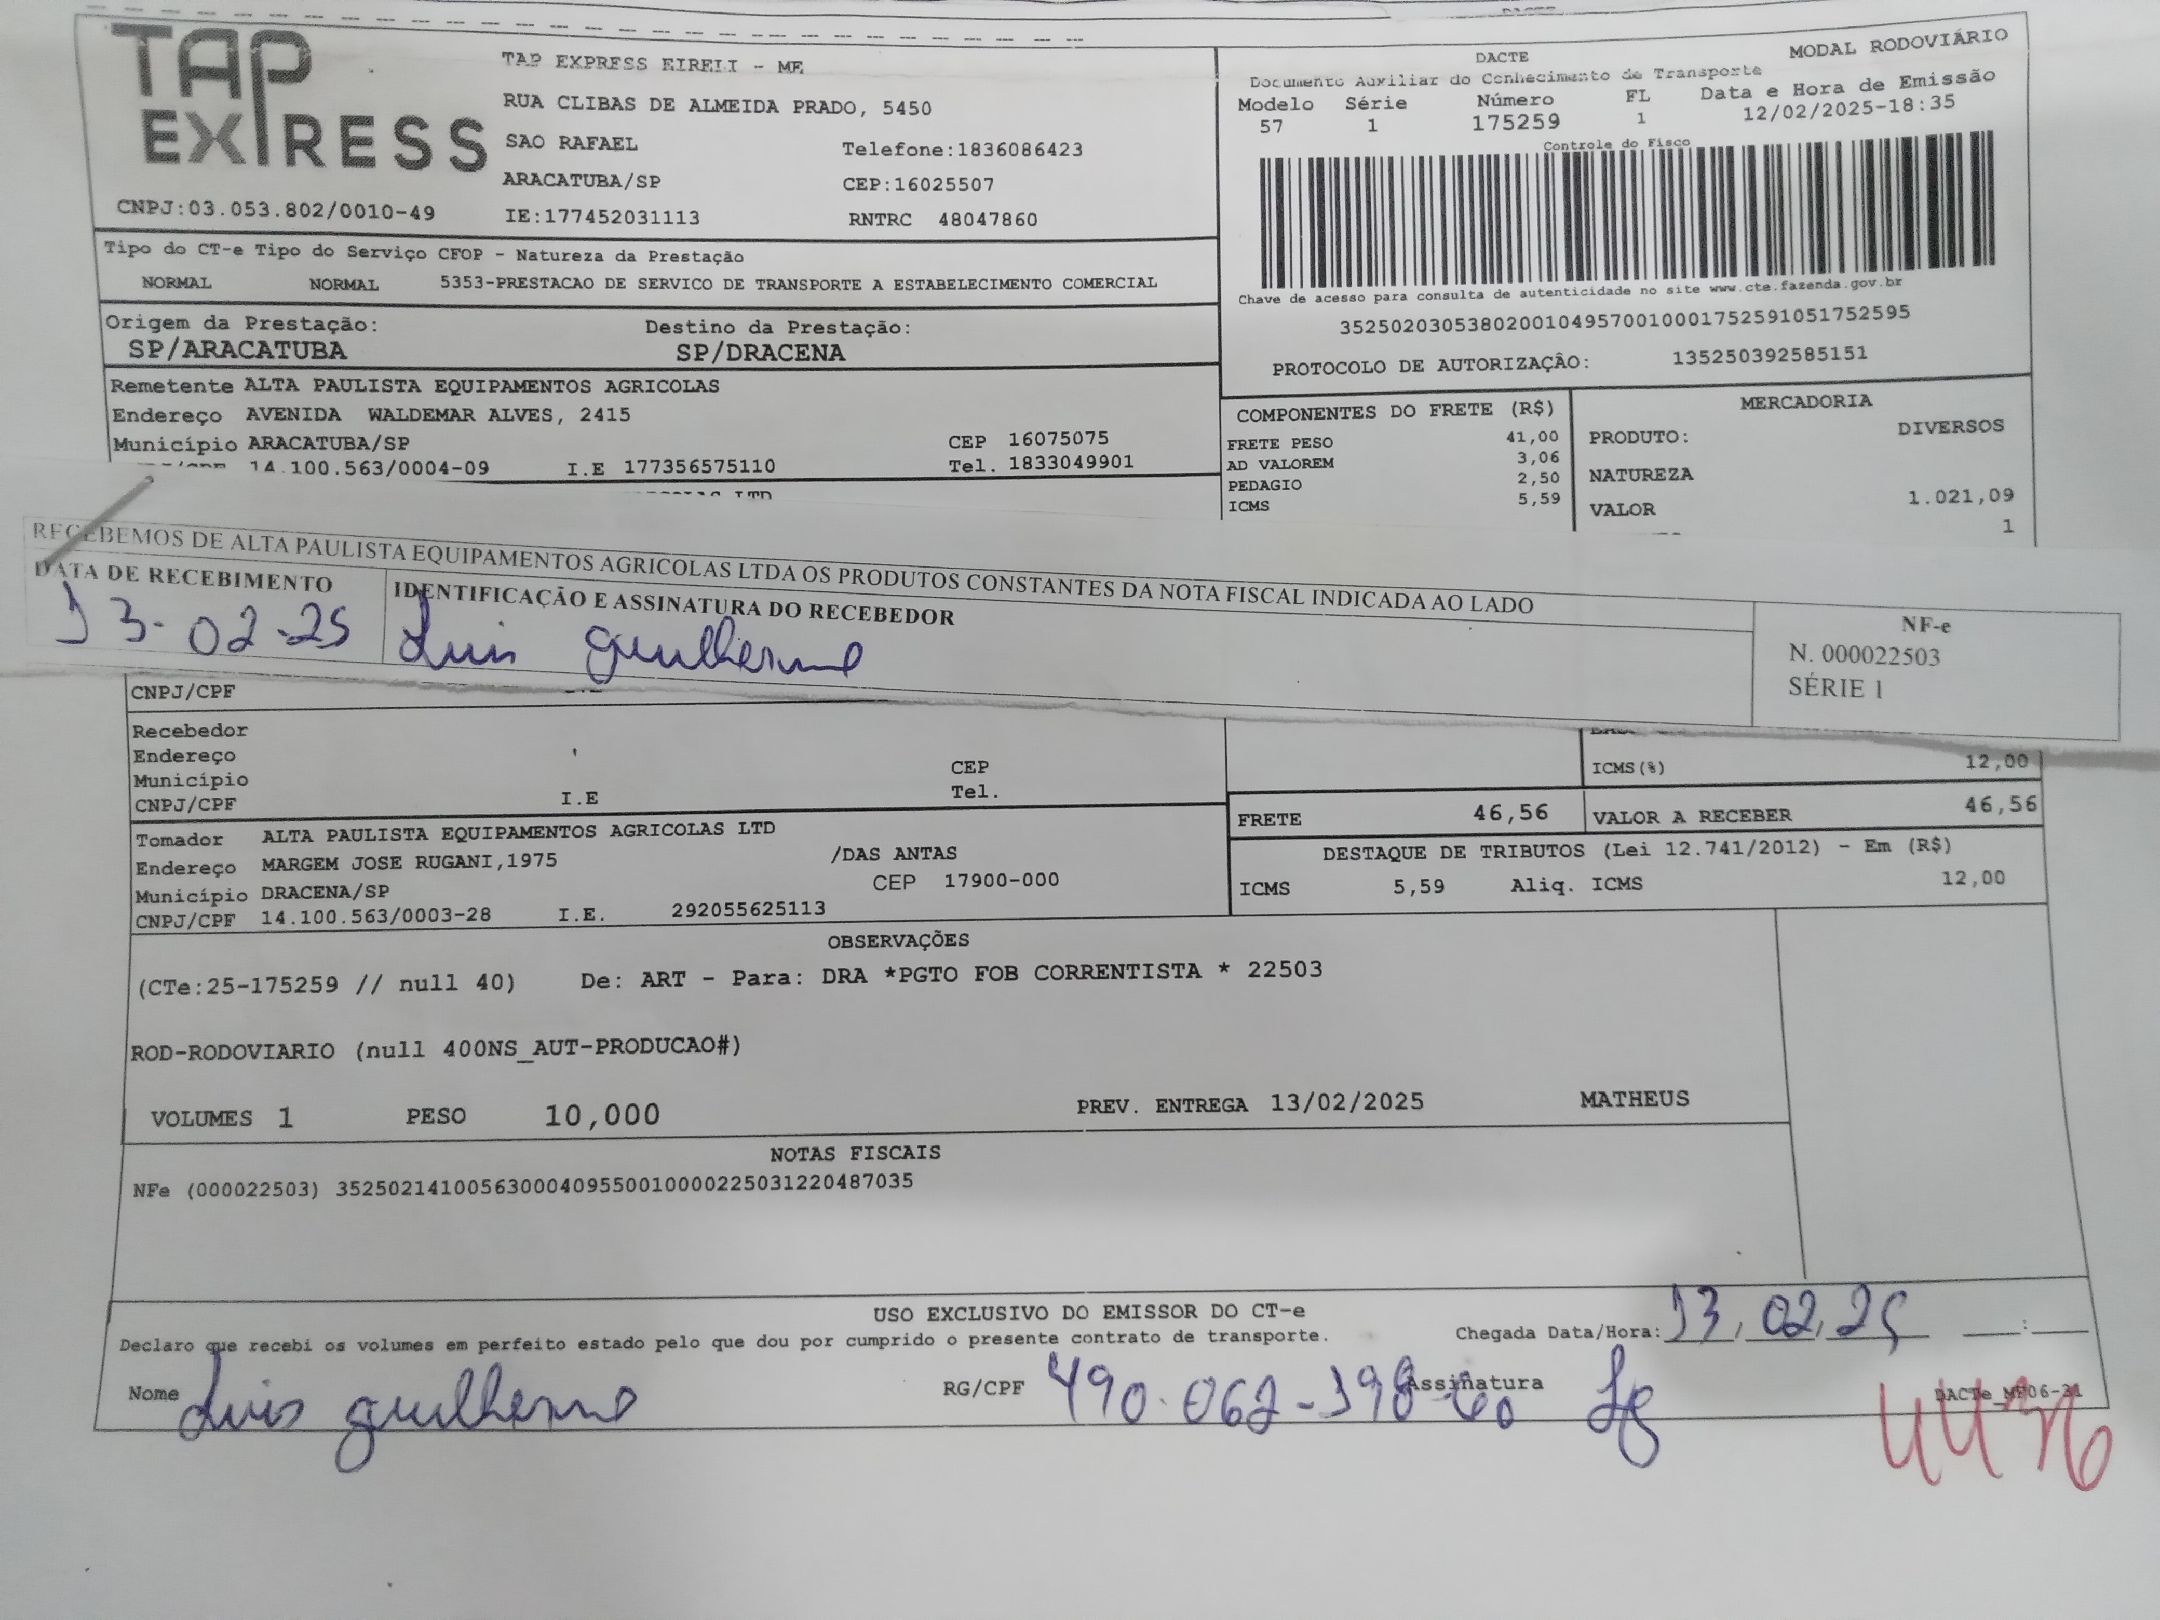 TAP EXPRESS
TAP EXPRESS EIRELI - ME
RUA CLIBAS DE ALMEIDA PRADO, 5450
SAO RAFAEL Telefone:1836086423
ARACATUBA/SP CEP:16025507
CNPJ:03.053.802/0010-49 IE:177452031113 RNTRC 48047860
DACTE MODAL RODOVIÁRIO
Documento Auxiliar do Conhecimento de Transporte
Modelo Série Número FL Data e Hora de Emissão
57 1 175259 1 12/02/2025-18:35
Controle do Fisco
Chave de acesso para consulta de autenticidade no site www.cte.fazenda.gov.br
35250203053802001049570010001752591051752595
PROTOCOLO DE AUTORIZAÇÃO: 135250392585151
Tipo do CT-e Tipo do Serviço CFOP - Natureza da Prestação
NORMAL NORMAL 5353-PRESTACAO DE SERVICO DE TRANSPORTE A ESTABELECIMENTO COMERCIAL
Origem da Prestação: Destino da Prestação:
SP/ARACATUBA SP/DRACENA
Remetente ALTA PAULISTA EQUIPAMENTOS AGRICOLAS
Endereço AVENIDA WALDEMAR ALVES, 2415
Município ARACATUBA/SP CEP 16075075
14.100.563/0004-09 I.E 177356575110 Tel. 1833049901
COMPONENTES DO FRETE (R$)
FRETE PESO 41,00
AD VALOREM 3,06
PEDAGIO 2,50
ICMS 5,59
MERCADORIA
PRODUTO: DIVERSOS
NATUREZA
VALOR 1.021,09
1
RECEBEMOS DE ALTA PAULISTA EQUIPAMENTOS AGRICOLAS LTDA OS PRODUTOS CONSTANTES DA NOTA FISCAL INDICADA AO LADO
DATA DE RECEBIMENTO IDENTIFICAÇÃO E ASSINATURA DO RECEBEDOR
13-02-25 Luis guilherme
NF-e
N. 000022503
SÉRIE 1
CNPJ/CPF
Recebedor
Endereço
Município CEP
CNPJ/CPF I.E Tel.
ICMS(%) 12,00
FRETE 46,56 VALOR A RECEBER 46,56
Tomador ALTA PAULISTA EQUIPAMENTOS AGRICOLAS LTD
Endereço MARGEM JOSE RUGANI,1975 /DAS ANTAS
Município DRACENA/SP CEP 17900-000
CNPJ/CPF 14.100.563/0003-28 I.E. 292055625113
DESTAQUE DE TRIBUTOS (Lei 12.741/2012) - Em (R$)
ICMS 5,59 Aliq. ICMS 12,00
OBSERVAÇÕES
(CTe:25-175259 // null 40) De: ART - Para: DRA *PGTO FOB CORRENTISTA * 22503
ROD-RODOVIARIO (null 400NS_AUT-PRODUCAO#)
VOLUMES 1 PESO 10,000 PREV. ENTREGA 13/02/2025 MATHEUS
NOTAS FISCAIS
NFe (000022503) 35250214100563000409550010000225031220487035
USO EXCLUSIVO DO EMISSOR DO CT-e
Declaro que recebi os volumes em perfeito estado pelo que dou por cumprido o presente contrato de transporte. Chegada Data/Hora: 13,02,25 :
Nome Luis guilherme RG/CPF 490.062-398-60 Assinatura Lg